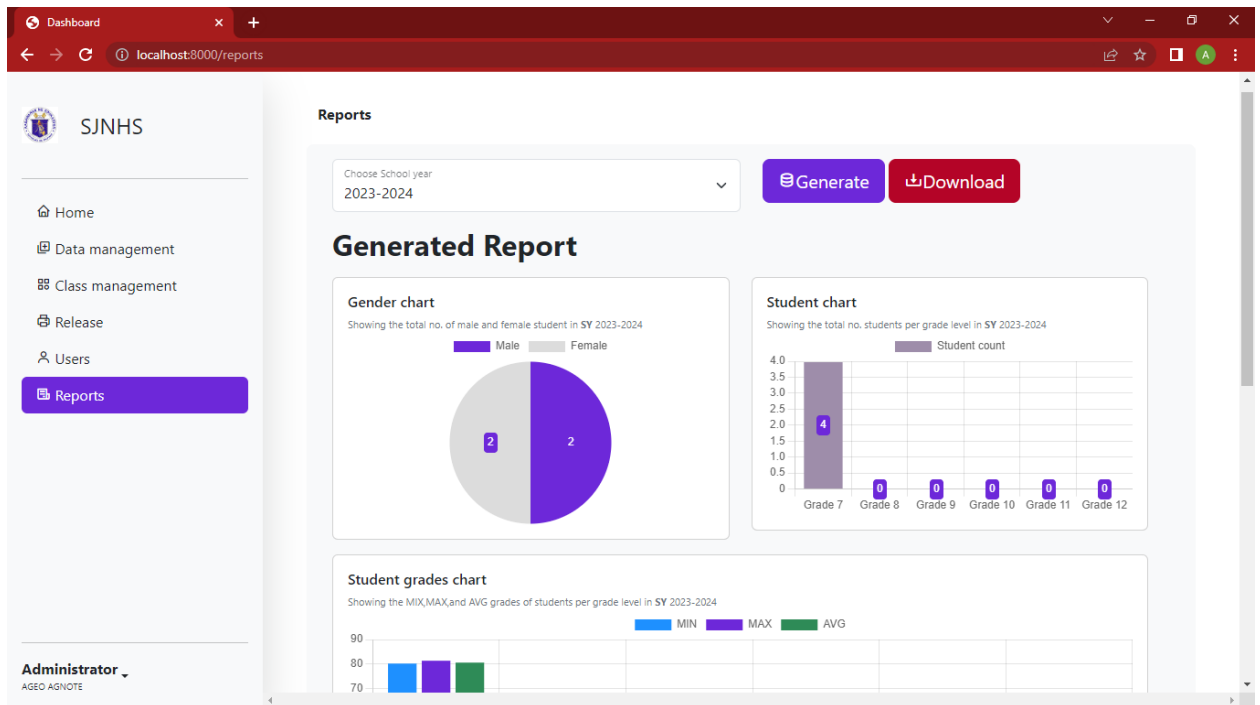 Dashboard
localhost:8000/reports
A
SJNHS
Home
Data management
Class management
Release
Users
Reports
Administrator
AGEO AGNOTE
Reports
Choose School year
2023-2024
Generate
Download
Generated Report
Gender chart
Showing the total no. of male and female student in SY 2023-2024
Male Female
2 2
Student chart
Showing the total no. students per grade level in SY 2023-2024
Student count
4.0
3.5
3.0
2.5
2.0
1.5
1.0
0.5
0
4 0 0 0 0 0
Grade 7 Grade 8 Grade 9 Grade 10 Grade 11 Grade 12
Student grades chart
Showing the MIX,MAX,and AVG grades of students per grade level in SY 2023-2024
MIN MAX AVG
90
80
70